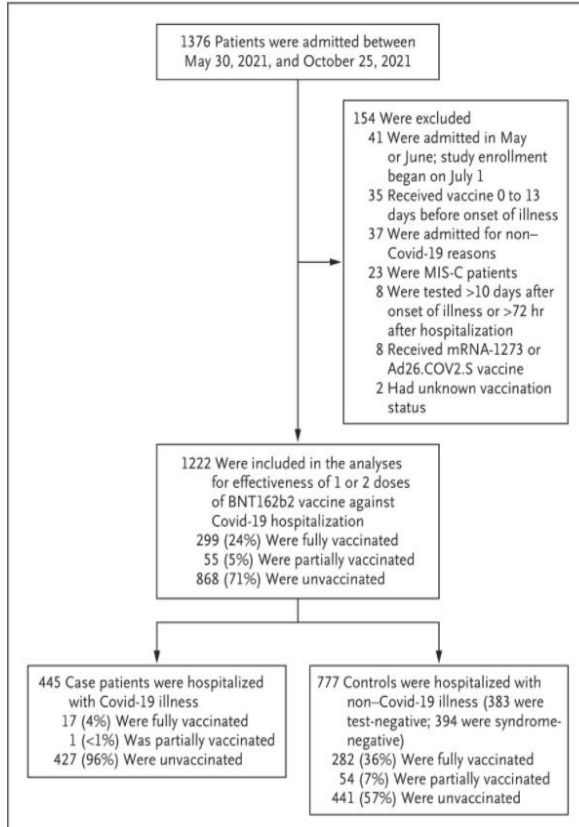 1376 Patients were admitted between
May 30, 2021, and October 25, 2021
154 Were excluded
41 Were admitted in May
or June; study enrollment
began on July 1
35 Received vaccine 0 to 13
days before onset of illness
37 Were admitted for non–
Covid-19 reasons
23 Were MIS-C patients
8 Were tested >10 days after
onset of illness or >72 hr
after hospitalization
8 Received mRNA-1273 or
Ad26.COV2.S vaccine
2 Had unknown vaccination
status
1222 Were included in the analyses
for effectiveness of 1 or 2 doses
of BNT162b2 vaccine against
Covid-19 hospitalization
299 (24%) Were fully vaccinated
55 (5%) Were partially vaccinated
868 (71%) Were unvaccinated
445 Case patients were hospitalized
with Covid-19 illness
17 (4%) Were fully vaccinated
1 (<1%) Was partially vaccinated
427 (96%) Were unvaccinated
777 Controls were hospitalized with
non–Covid-19 illness (383 were
test-negative; 394 were syndrome-
negative)
282 (36%) Were fully vaccinated
54 (7%) Were partially vaccinated
441 (57%) Were unvaccinated